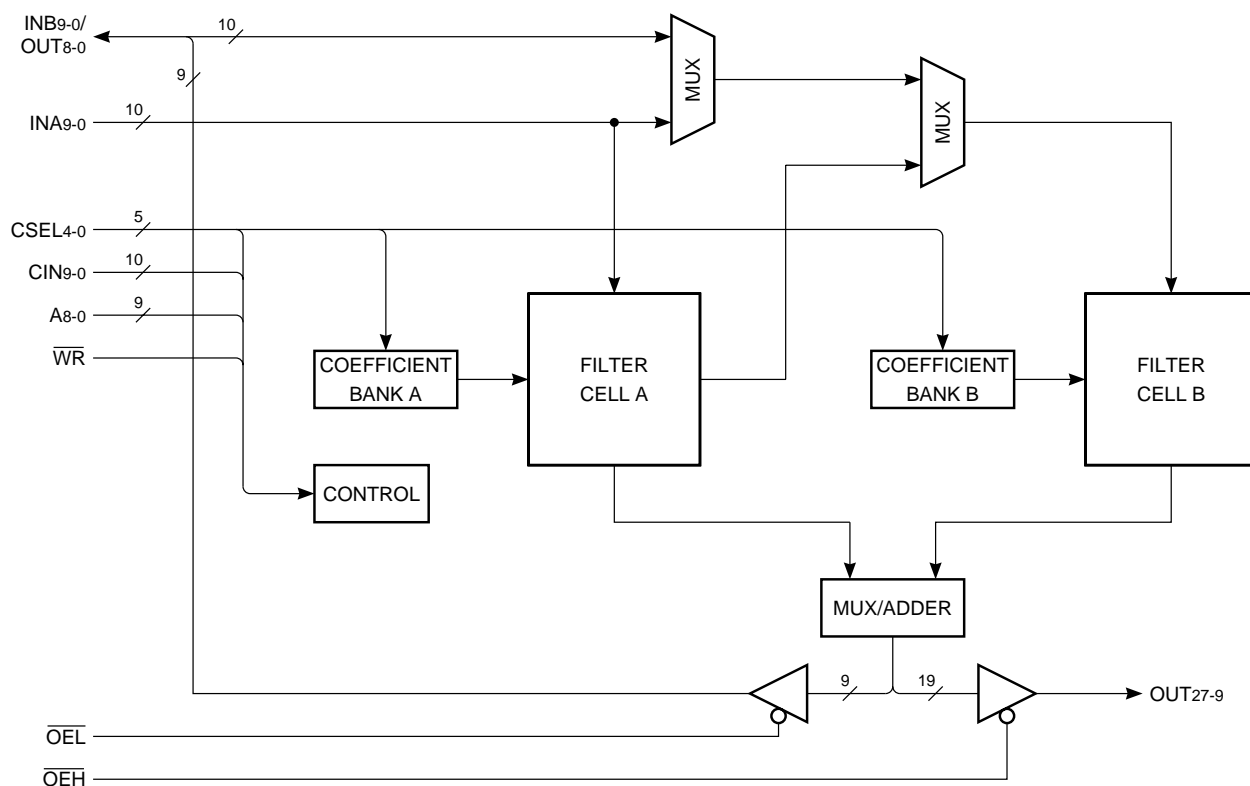 INB9-0/
OUT8-0
10
9
MUX
INA9-0
10
MUX
CSEL4-0
5
CIN9-0
10
A8-0
9
WR
COEFFICIENT
BANK A
FILTER
CELL A
COEFFICIENT
BANK B
FILTER
CELL B
CONTROL
MUX/ADDER
9
19
OUT27-9
OEL
OEH